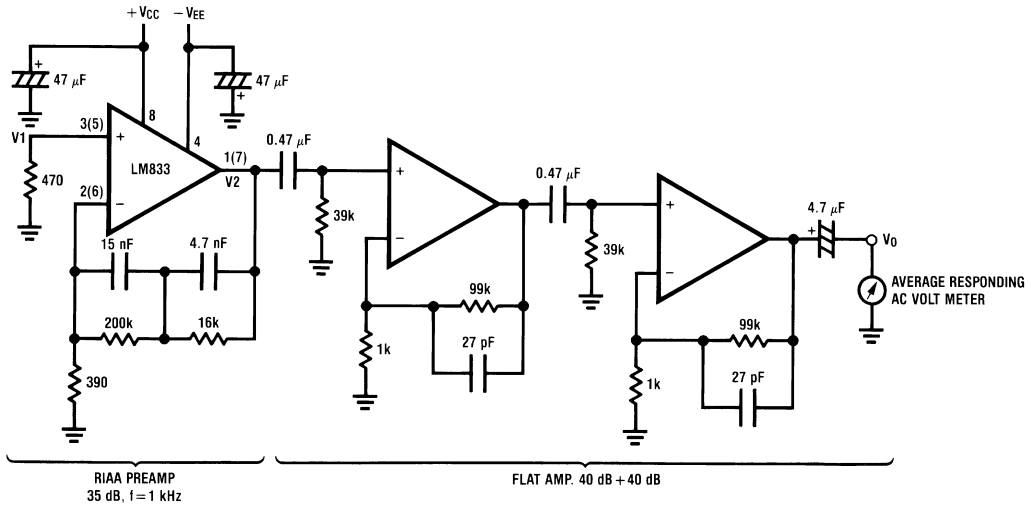 +VCC
−VEE
+
47 μF
47 μF
+
8
3(5)
V1
+
4
LM833
1(7)
V2
470
2(6)
−
0.47 μF
39k
15 nF
4.7 nF
200k
16k
390
+
−
99k
1k
27 pF
0.47 μF
39k
+
−
99k
1k
27 pF
4.7 μF
+
VO
AVERAGE RESPONDING
AC VOLT METER
RIAA PREAMP
35 dB, f=1 kHz
FLAT AMP. 40 dB+40 dB